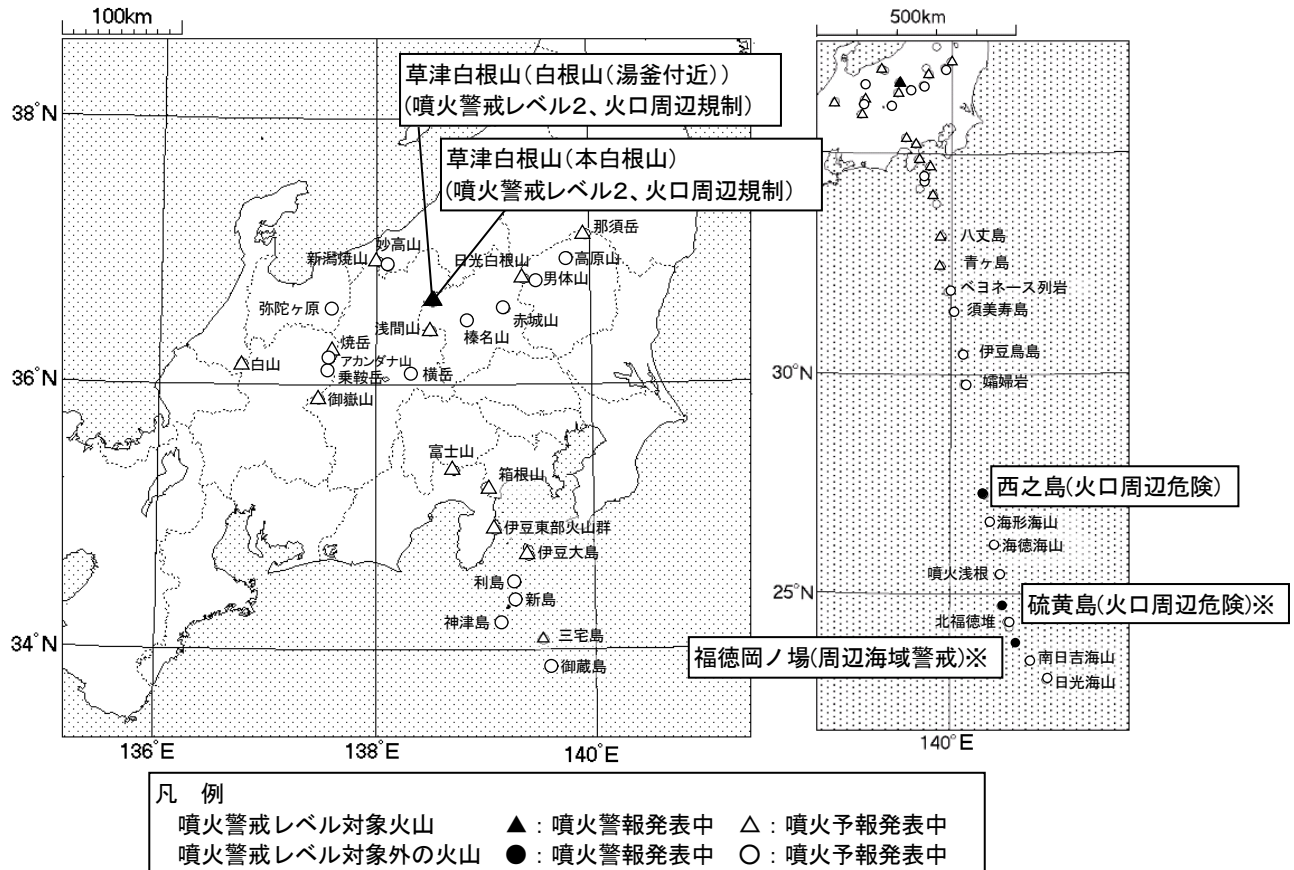 100km
500km
草津白根山(白根山(湯釜付近))
(噴火警戒レベル2、火口周辺規制)
草津白根山(本白根山)
(噴火警戒レベル2、火口周辺規制)
38°N
36°N
34°N
136°E
138°E
140°E
那須岳
妙高山
新潟焼山
日光白根山
高原山
男体山
弥陀ヶ原
赤城山
浅間山
榛名山
焼岳
アカンダナ山
白山
乗鞍岳
横岳
御嶽山
富士山
箱根山
伊豆東部火山群
伊豆大島
利島
新島
神津島
三宅島
御蔵島
八丈島
青ヶ島
ベヨネース列岩
須美寿島
伊豆鳥島
30°N
孀婦岩
西之島(火口周辺危険)
海形海山
海徳海山
噴火浅根
25°N
硫黄島(火口周辺危険)※
北福徳堆
福徳岡ノ場(周辺海域警戒)※
南日吉海山
日光海山
140°E
凡 例
噴火警戒レベル対象火山 ▲:噴火警報発表中 △:噴火予報発表中
噴火警戒レベル対象外の火山 ●:噴火警報発表中 ○:噴火予報発表中